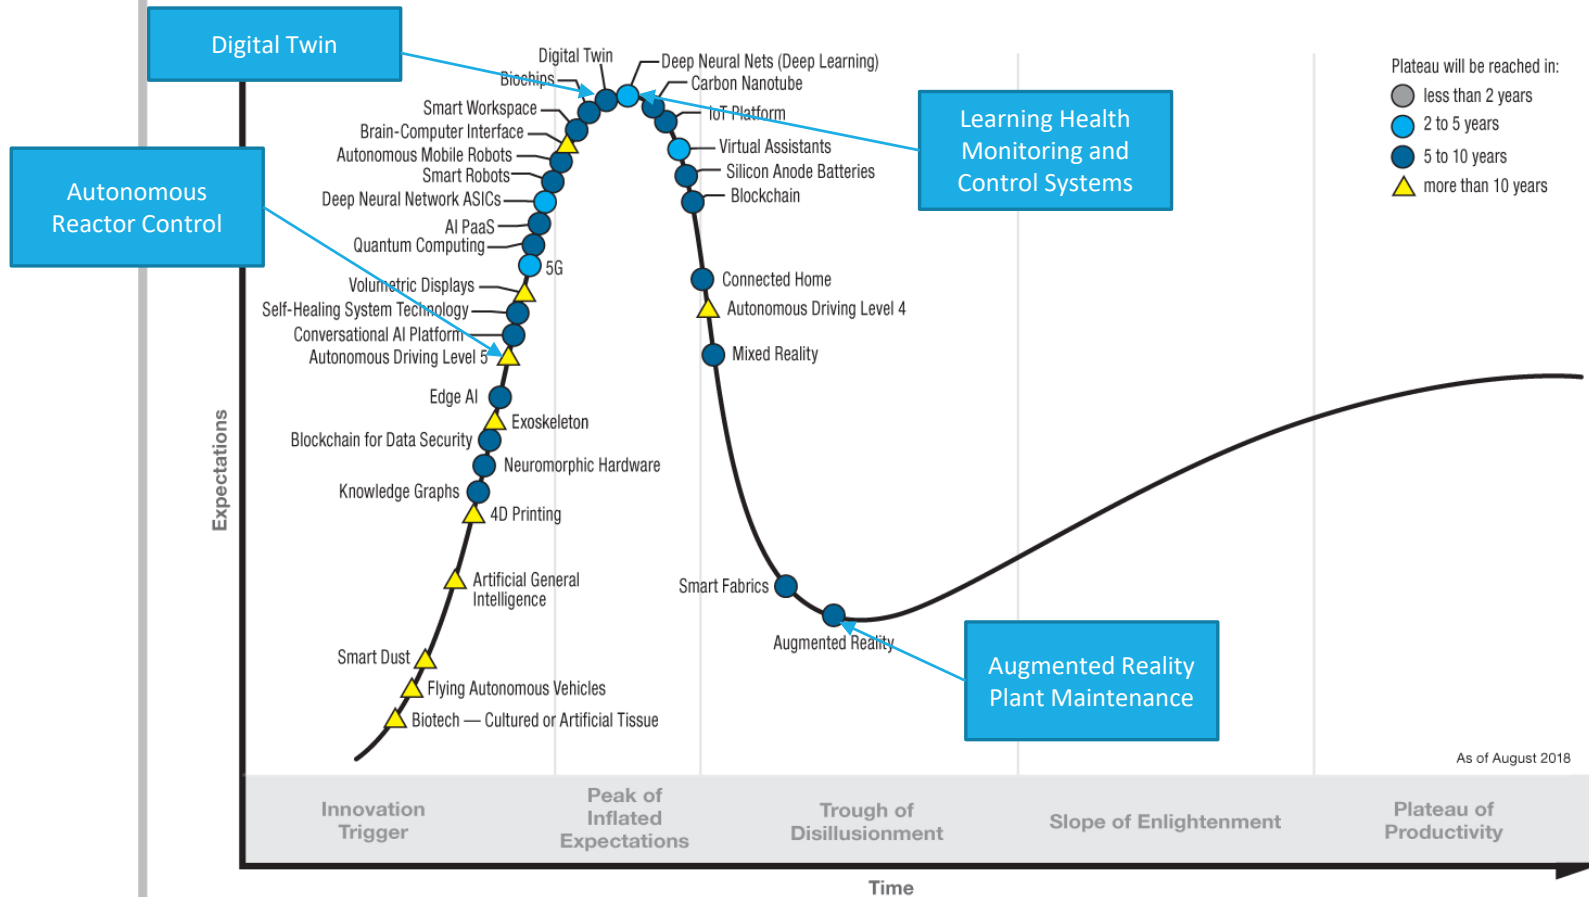 Digital Twin
Autonomous
Reactor Control
Learning Health
Monitoring and
Control Systems
Augmented Reality
Plant Maintenance
Digital Twin
Biochips
Smart Workspace
Brain-Computer Interface
Autonomous Mobile Robots
Smart Robots
Deep Neural Network ASICs
AI PaaS
Quantum Computing
5G
Volumetric Displays
Self-Healing System Technology
Conversational AI Platform
Autonomous Driving Level 5
Edge AI
Exoskeleton
Blockchain for Data Security
Neuromorphic Hardware
Knowledge Graphs
4D Printing
Artificial General
Intelligence
Smart Dust
Flying Autonomous Vehicles
Biotech — Cultured or Artificial Tissue
Deep Neural Nets (Deep Learning)
Carbon Nanotube
IoT Platform
Virtual Assistants
Silicon Anode Batteries
Blockchain
Connected Home
Autonomous Driving Level 4
Mixed Reality
Smart Fabrics
Augmented Reality
Plateau will be reached in:
less than 2 years
2 to 5 years
5 to 10 years
more than 10 years
As of August 2018
Expectations
Innovation
Trigger
Peak of
Inflated
Expectations
Trough of
Disillusionment
Slope of Enlightenment
Plateau of
Productivity
Time